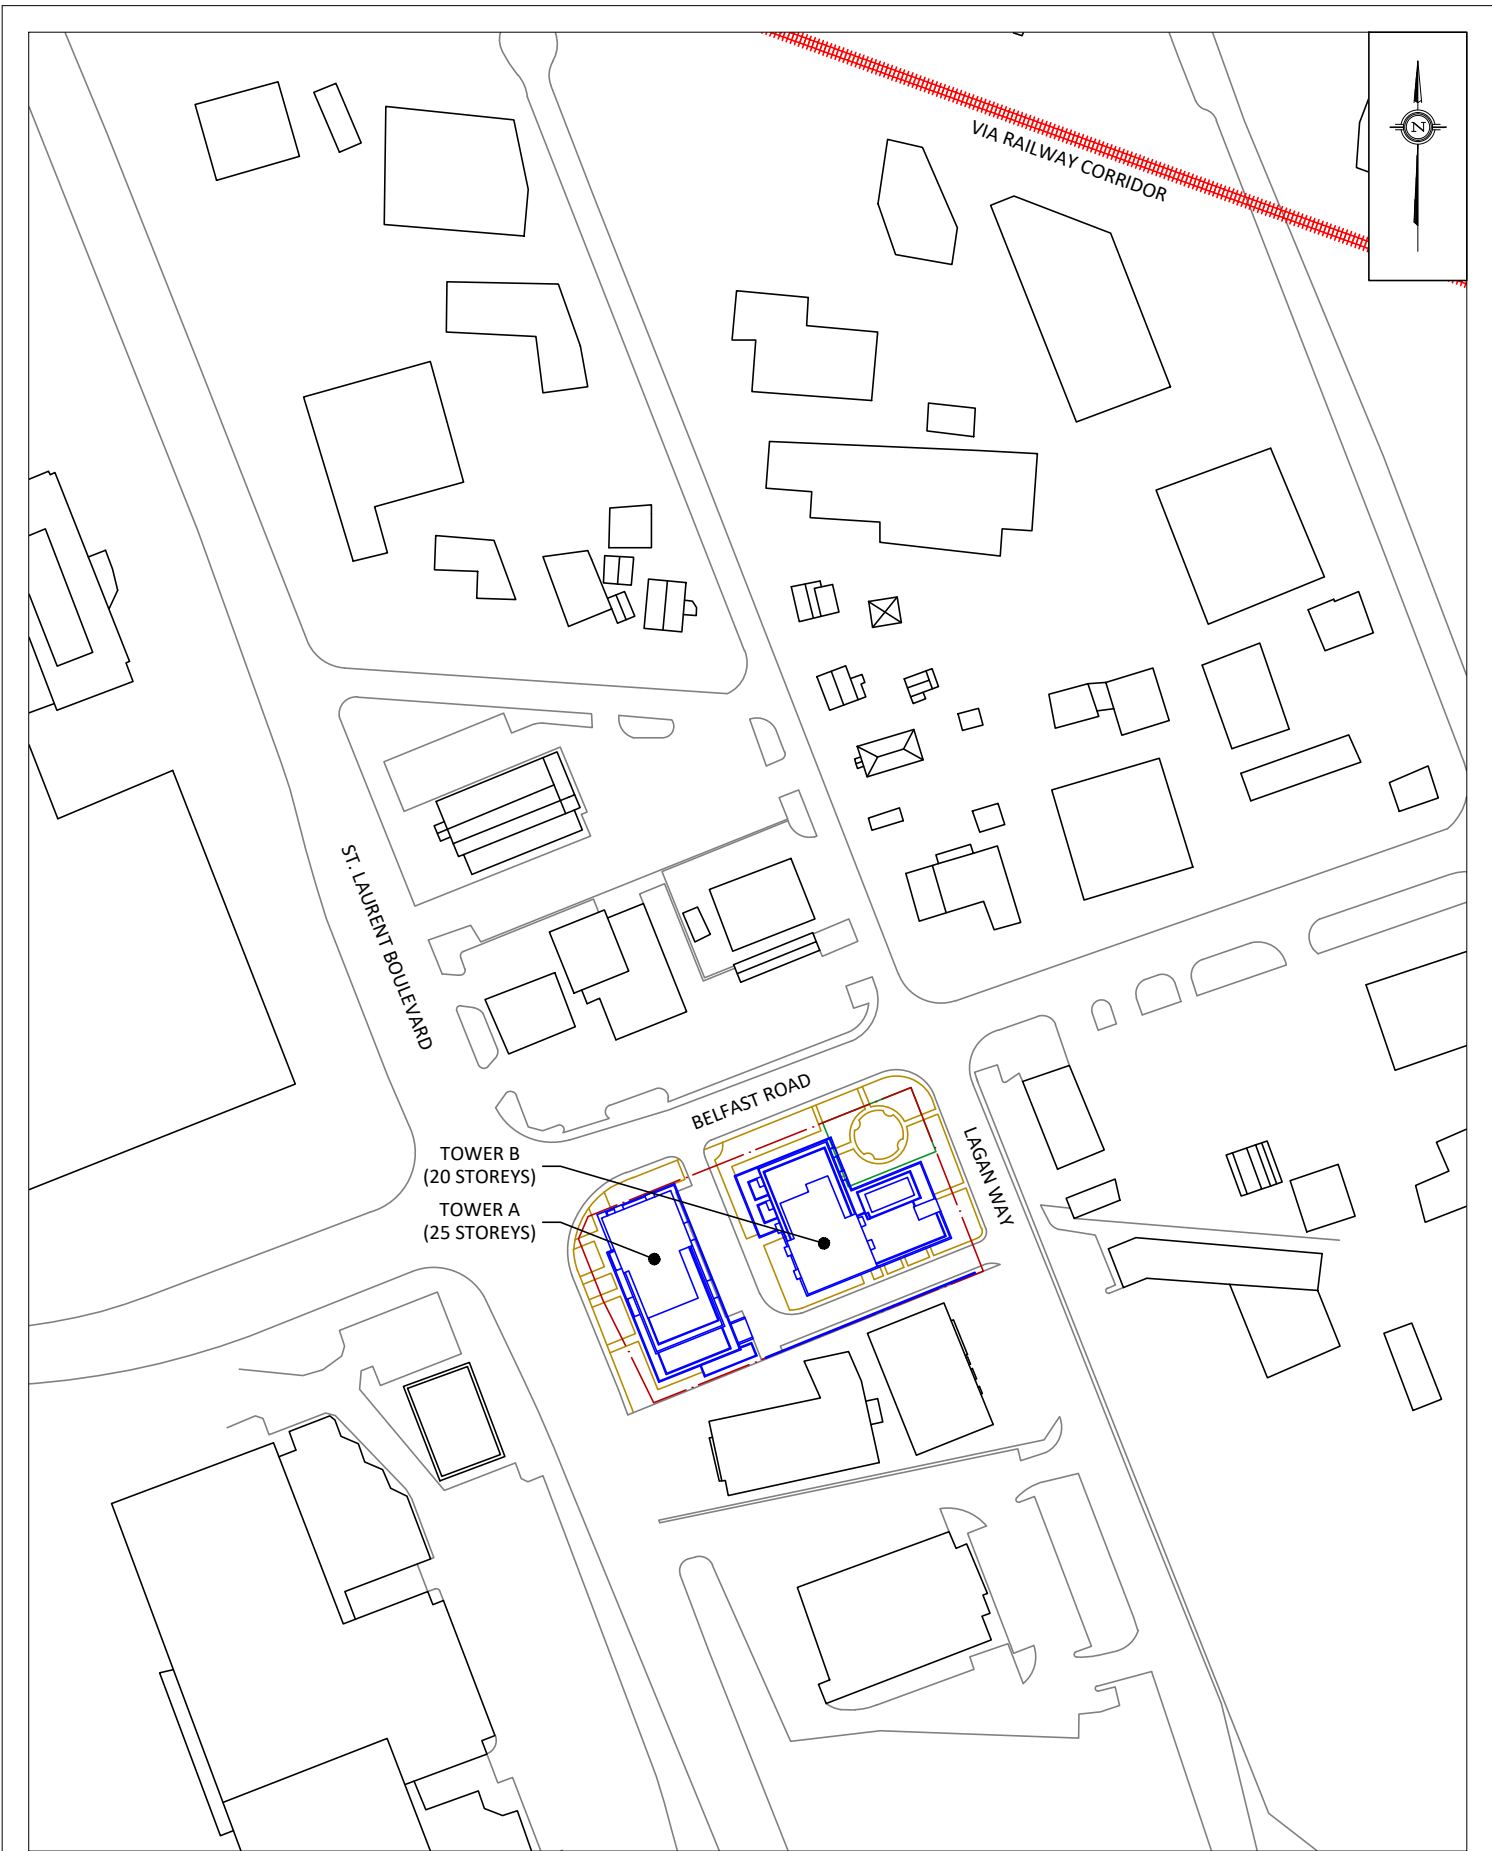 VIA RAILWAY CORRIDOR
N
ST. LAURENT BOULEVARD
BELFAST ROAD
TOWER B
(20 STOREYS)
TOWER A
(25 STOREYS)
LAGAN WAY